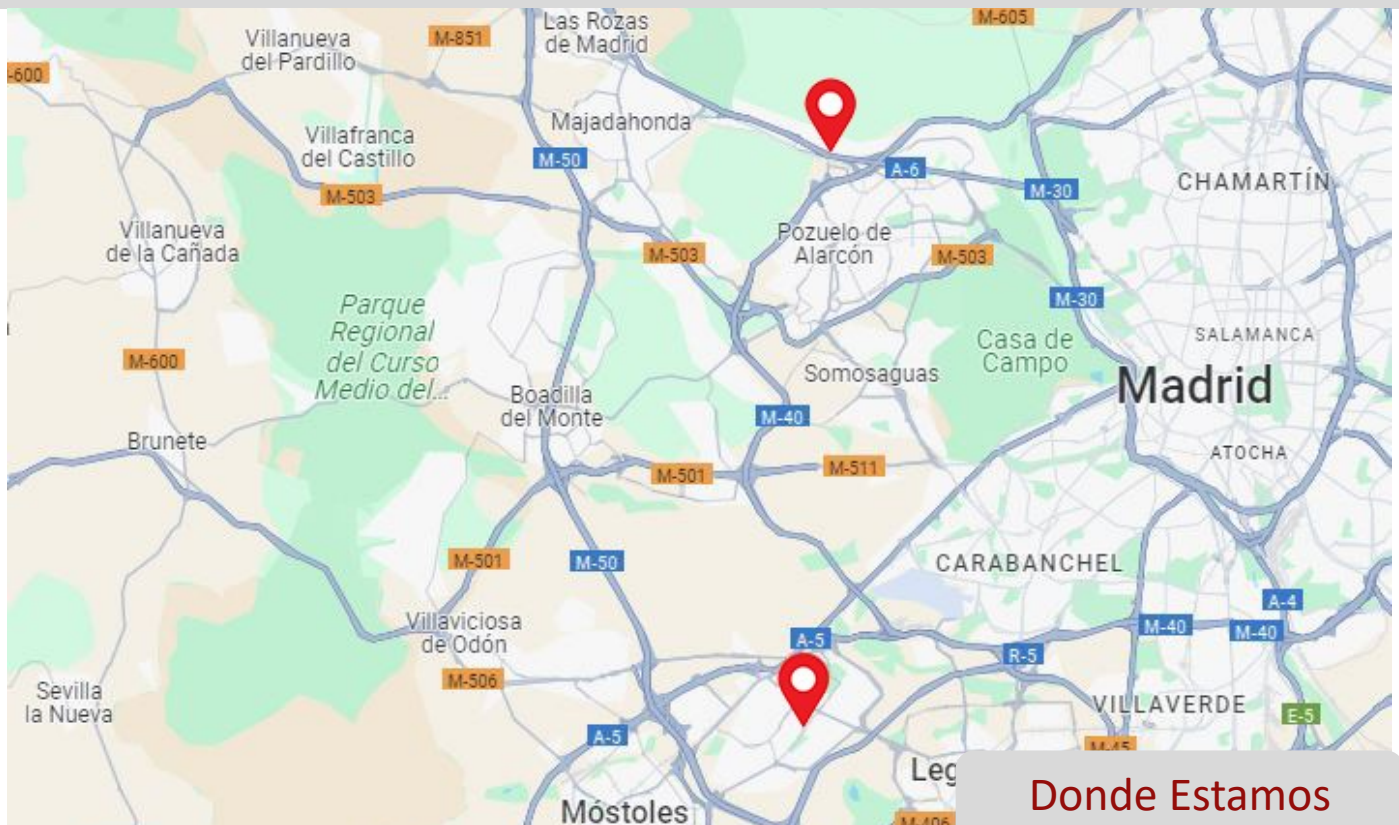 Las Rozas
de Madrid
M-605
Villanueva
del Pardillo
M-851
-600
Majadahonda
Villafranca
del Castillo
M-50
A-6
M-30
CHAMARTÍN
M-503
Villanueva
de la Cañada
Pozuelo de
Alarcón
M-503
M-503
M-30
Parque
Regional
del Curso
Medio del...
SALAMANCA
Casa de
Campo
M-600
Somosaguas
Madrid
Boadilla
del Monte
M-40
Brunete
ATOCHA
M-501
M-511
M-501
M-50
CARABANCHEL
A-4
Villaviciosa
de Odón
A-5
M-40
M-40
R-5
M-506
Sevilla
la Nueva
VILLAVERDE
E-5
A-5
M-45
Leg
Donde Estamos
Móstoles
M-406